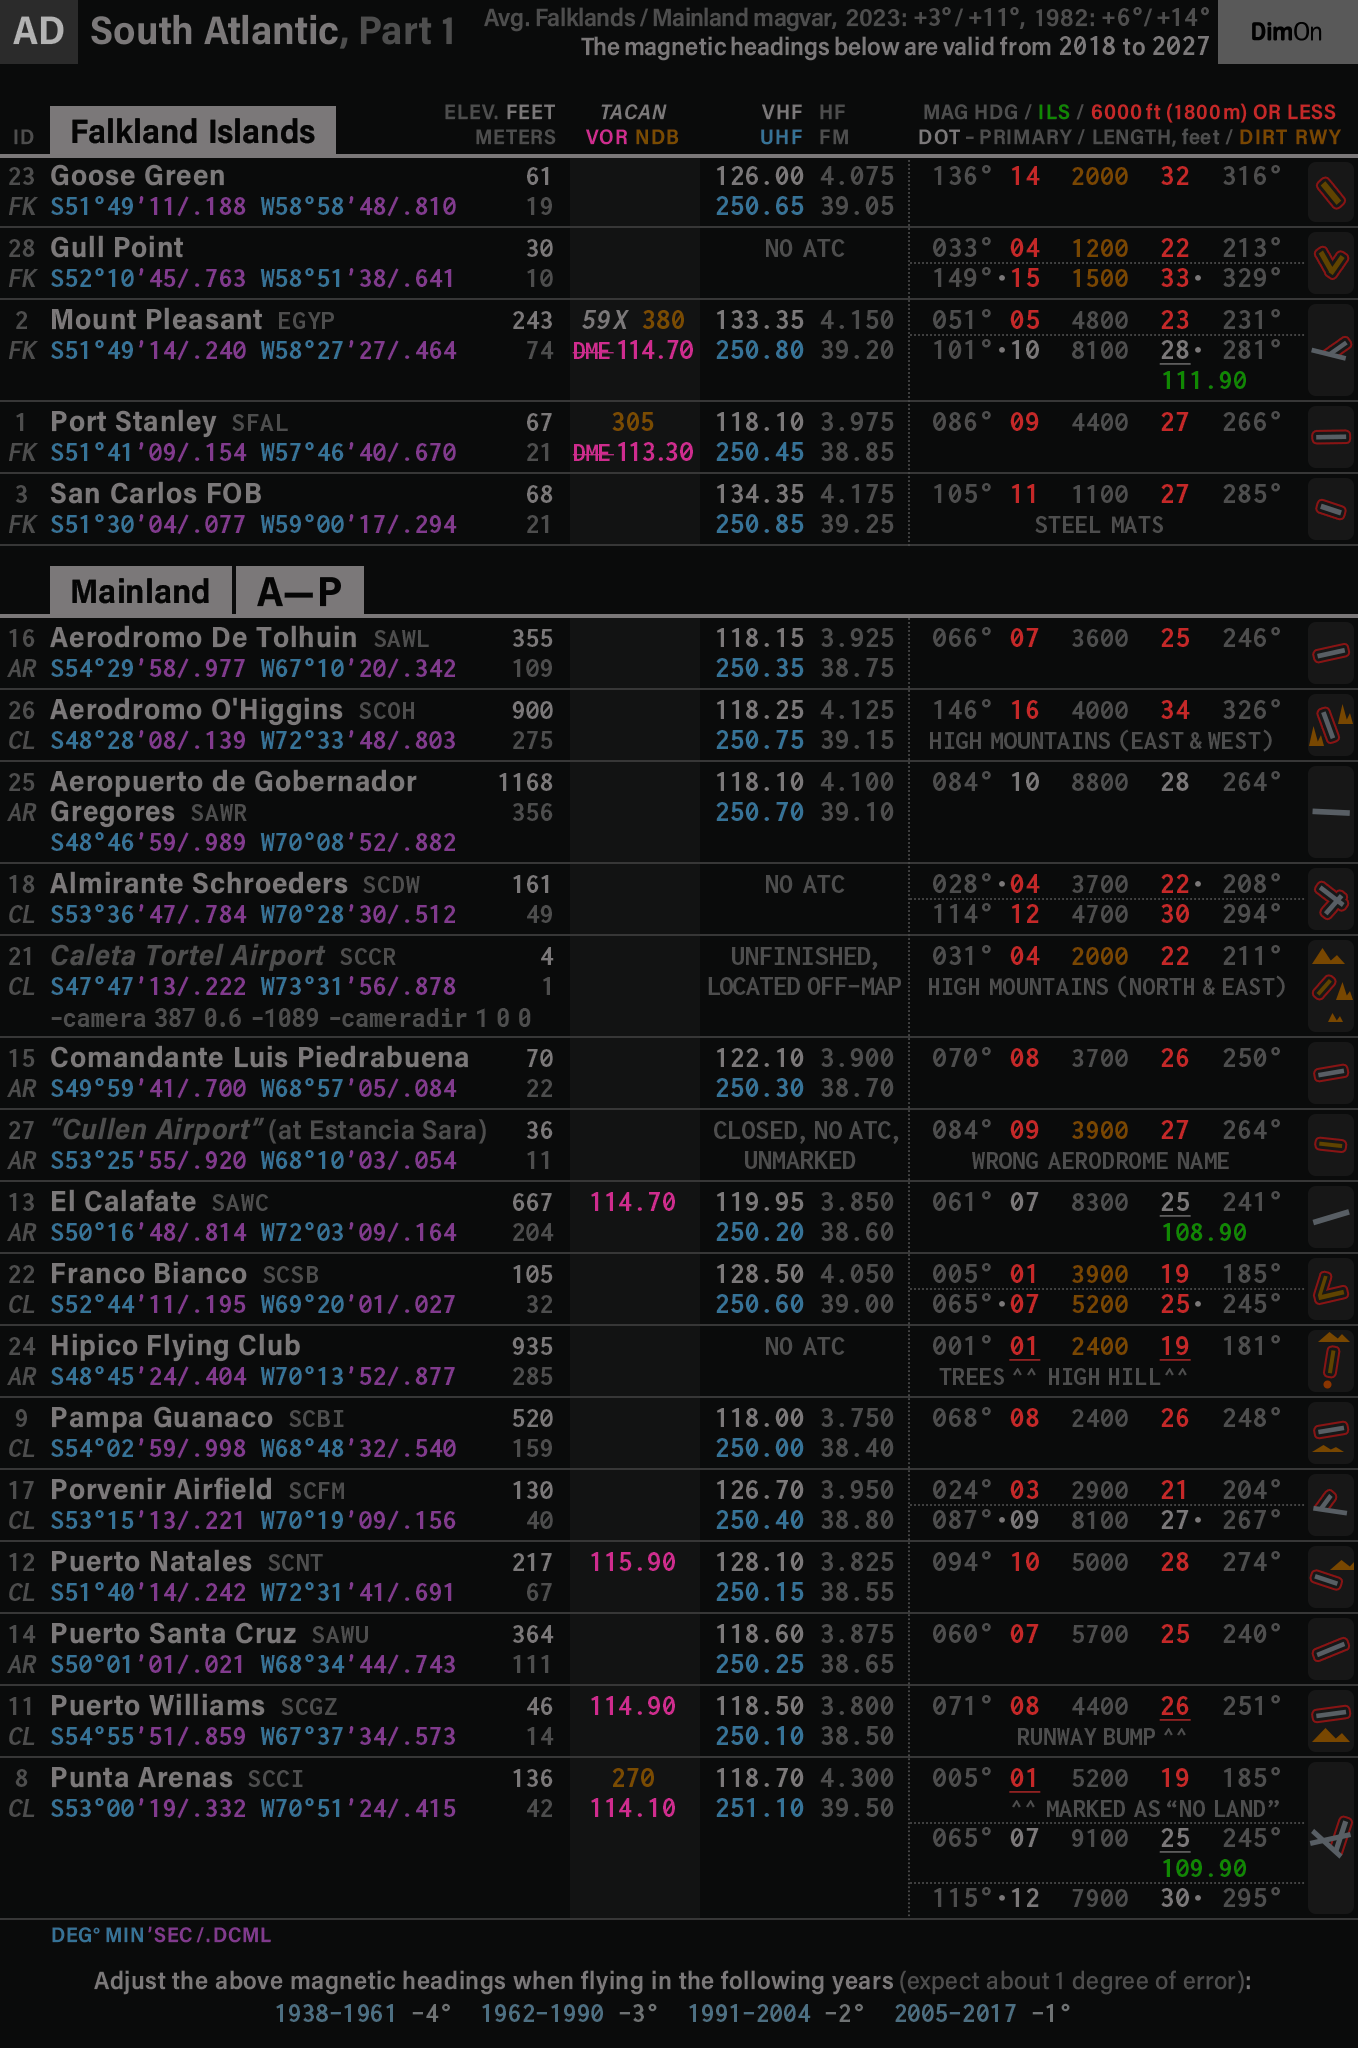 AD South Atlantic, Part 1 Avg. Falklands / Mainland magvar, 2023: +3° / +11°, 1982: +6° / +14° DimOn
The magnetic headings below are valid from 2018 to 2027
ELEV. FEET TACAN VHF HF MAG HDG / ILS / 6000 ft (1800 m) OR LESS
ID Falkland Islands METERS VOR NDB UHF FM DOT – PRIMARY / LENGTH, feet / DIRT RWY
23 Goose Green 61 126.00 4.075 136° 14 2000 32 316°
FK S51°49'11/.188 W58°58'48/.810 19 250.65 39.05
28 Gull Point 30 NO ATC 033° 04 1200 22 213°
FK S52°10'45/.763 W58°51'38/.641 10 149°·15 1500 33· 329°
2 Mount Pleasant EGYP 243 59X 380 133.35 4.150 051° 05 4800 23 231°
FK S51°49'14/.240 W58°27'27/.464 74 DME 114.70 250.80 39.20 101°·10 8100 28· 281°
111.90
1 Port Stanley SFAL 67 305 118.10 3.975 086° 09 4400 27 266°
FK S51°41'09/.154 W57°46'40/.670 21 DME 113.30 250.45 38.85
3 San Carlos FOB 68 134.35 4.175 105° 11 1100 27 285°
FK S51°30'04/.077 W59°00'17/.294 21 250.85 39.25 STEEL MATS
Mainland A—P
16 Aerodromo De Tolhuin SAWL 355 118.15 3.925 066° 07 3600 25 246°
AR S54°29'58/.977 W67°10'20/.342 109 250.35 38.75
26 Aerodromo O'Higgins SCOH 900 118.25 4.125 146° 16 4000 34 326°
CL S48°28'08/.139 W72°33'48/.803 275 250.75 39.15 HIGH MOUNTAINS (EAST & WEST)
25 Aeropuerto de Gobernador 1168 118.10 4.100 084° 10 8800 28 264°
AR Gregores SAWR 356 250.70 39.10
S48°46'59/.989 W70°08'52/.882
18 Almirante Schroeders SCDW 161 NO ATC 028°·04 3700 22· 208°
CL S53°36'47/.784 W70°28'30/.512 49 114° 12 4700 30 294°
21 Caleta Tortel Airport SCCR 4 UNFINISHED, 031° 04 2000 22 211°
CL S47°47'13/.222 W73°31'56/.878 1 LOCATED OFF–MAP HIGH MOUNTAINS (NORTH & EAST)
–camera 387 0.6 –1089 –cameradir 1 0 0
15 Comandante Luis Piedrabuena 70 122.10 3.900 070° 08 3700 26 250°
AR S49°59'41/.700 W68°57'05/.084 22 250.30 38.70
27 “Cullen Airport” (at Estancia Sara) 36 CLOSED, NO ATC, 084° 09 3900 27 264°
AR S53°25'55/.920 W68°10'03/.054 11 UNMARKED WRONG AERODROME NAME
13 El Calafate SAWC 667 114.70 119.95 3.850 061° 07 8300 25 241°
AR S50°16'48/.814 W72°03'09/.164 204 250.20 38.60 108.90
22 Franco Bianco SCSB 105 128.50 4.050 005° 01 3900 19 185°
CL S52°44'11/.195 W69°20'01/.027 32 250.60 39.00 065°·07 5200 25· 245°
24 Hipico Flying Club 935 NO ATC 001° 01 2400 19 181°
AR S48°45'24/.404 W70°13'52/.877 285 TREES ^^ HIGH HILL^^
9 Pampa Guanaco SCBI 520 118.00 3.750 068° 08 2400 26 248°
CL S54°02'59/.998 W68°48'32/.540 159 250.00 38.40
17 Porvenir Airfield SCFM 130 126.70 3.950 024° 03 2900 21 204°
CL S53°15'13/.221 W70°19'09/.156 40 250.40 38.80 087°·09 8100 27· 267°
12 Puerto Natales SCNT 217 115.90 128.10 3.825 094° 10 5000 28 274°
CL S51°40'14/.242 W72°31'41/.691 67 250.15 38.55
14 Puerto Santa Cruz SAWU 364 118.60 3.875 060° 07 5700 25 240°
AR S50°01'01/.021 W68°34'44/.743 111 250.25 38.65
11 Puerto Williams SCGZ 46 114.90 118.50 3.800 071° 08 4400 26 251°
CL S54°55'51/.859 W67°37'34/.573 14 250.10 38.50 RUNWAY BUMP ^^
8 Punta Arenas SCCI 136 270 118.70 4.300 005° 01 5200 19 185°
CL S53°00'19/.332 W70°51'24/.415 42 114.10 251.10 39.50 ^^ MARKED AS “NO LAND”
065° 07 9100 25 245°
109.90
115°·12 7900 30· 295°
DEG° MIN'SEC /.DCML
Adjust the above magnetic headings when flying in the following years (expect about 1 degree of error):
1938–1961 –4° 1962–1990 –3° 1991–2004 –2° 2005–2017 –1°